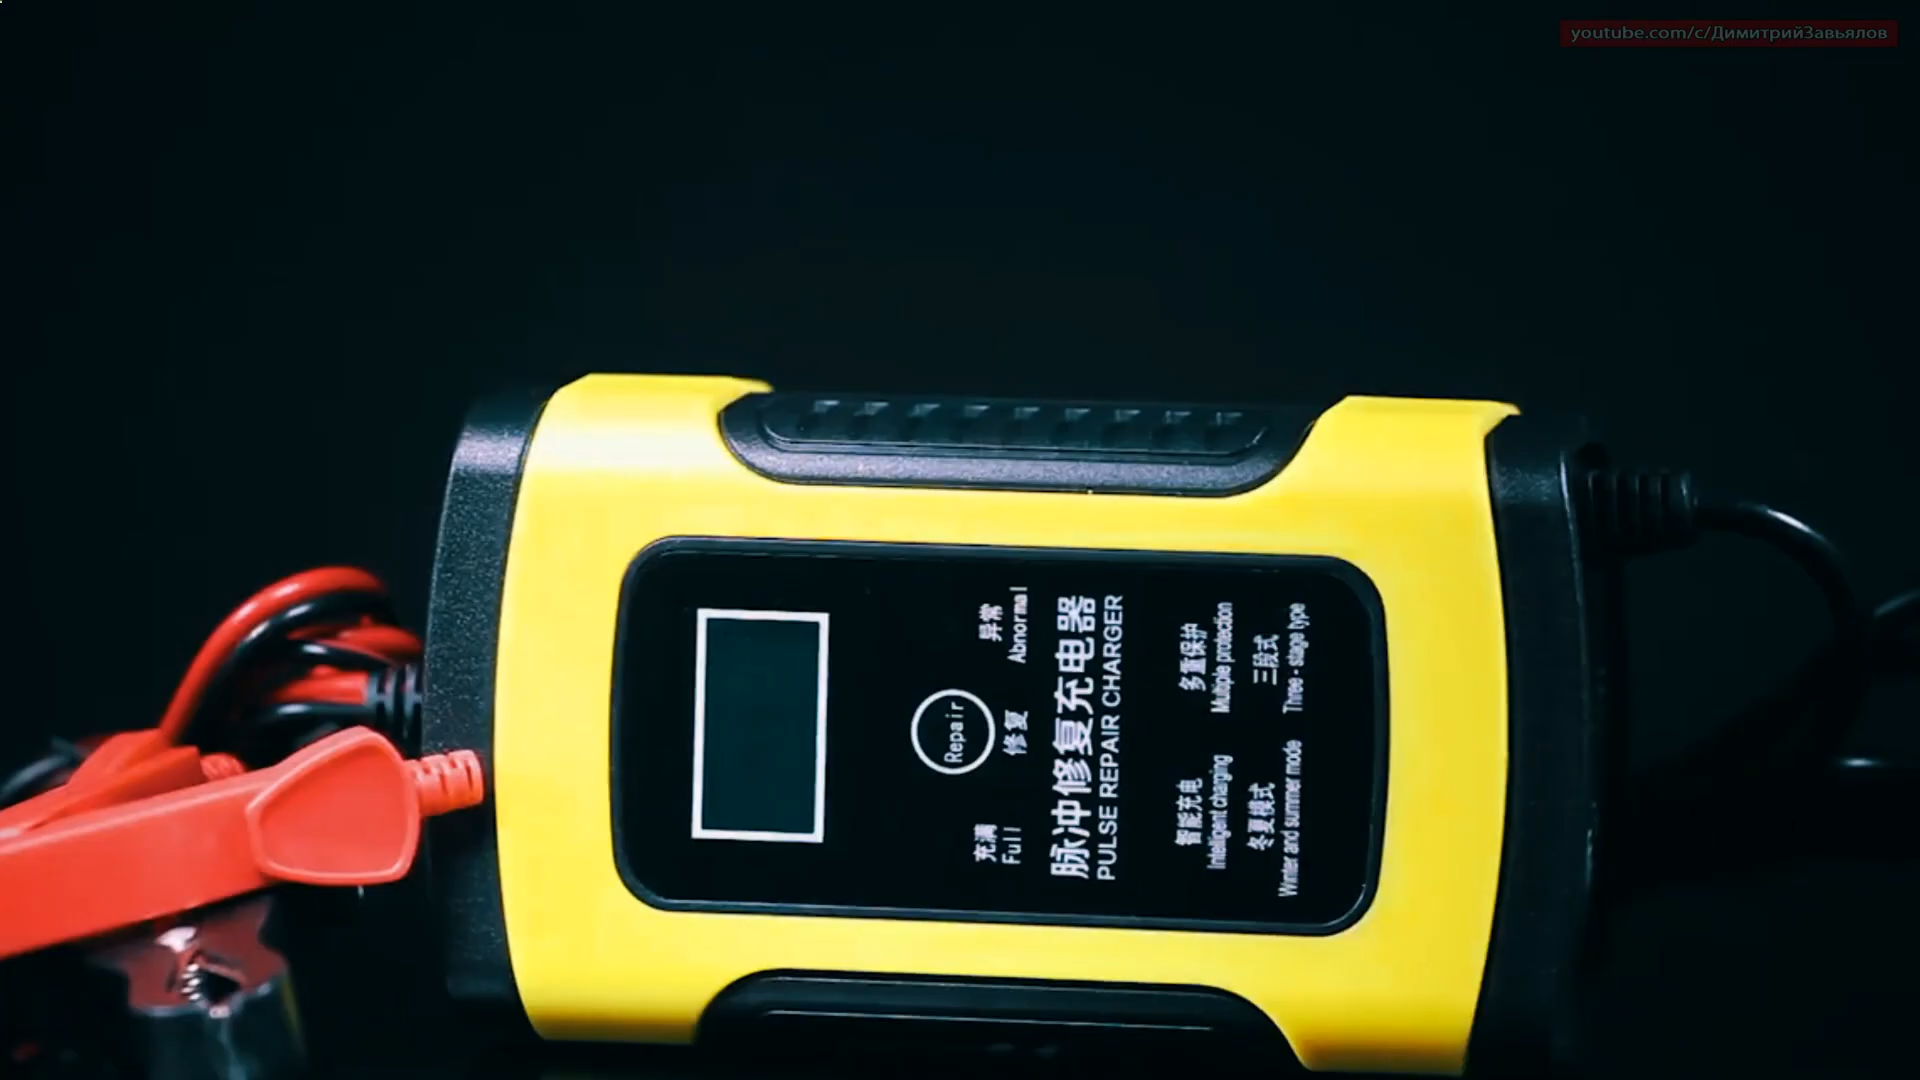 youtube.com/c/ДимитрийЗавьялов
Repair
充满
Full
修复
异常
Abnormal
脉冲修复充电器
PULSE REPAIR CHARGER
智能充电
Intelligent charging
多重保护
Multiple protection
冬夏模式
Winter and summer mode
三段式
Three - stage type